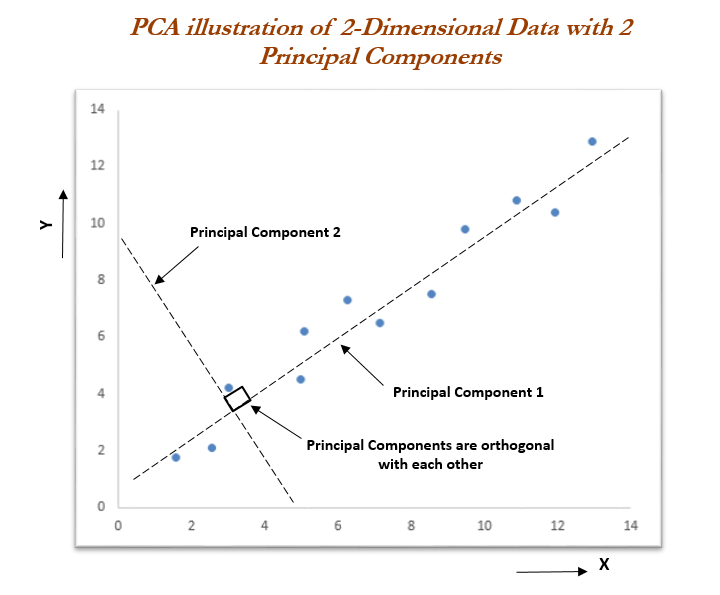 PCA illustration of 2-Dimensional Data with 2
Principal Components
14
12
10
8
6
4
2
0
Y
Principal Component 2
Principal Component 1
Principal Components are orthogonal
with each other
0 2 4 6 8 10 12 14
X